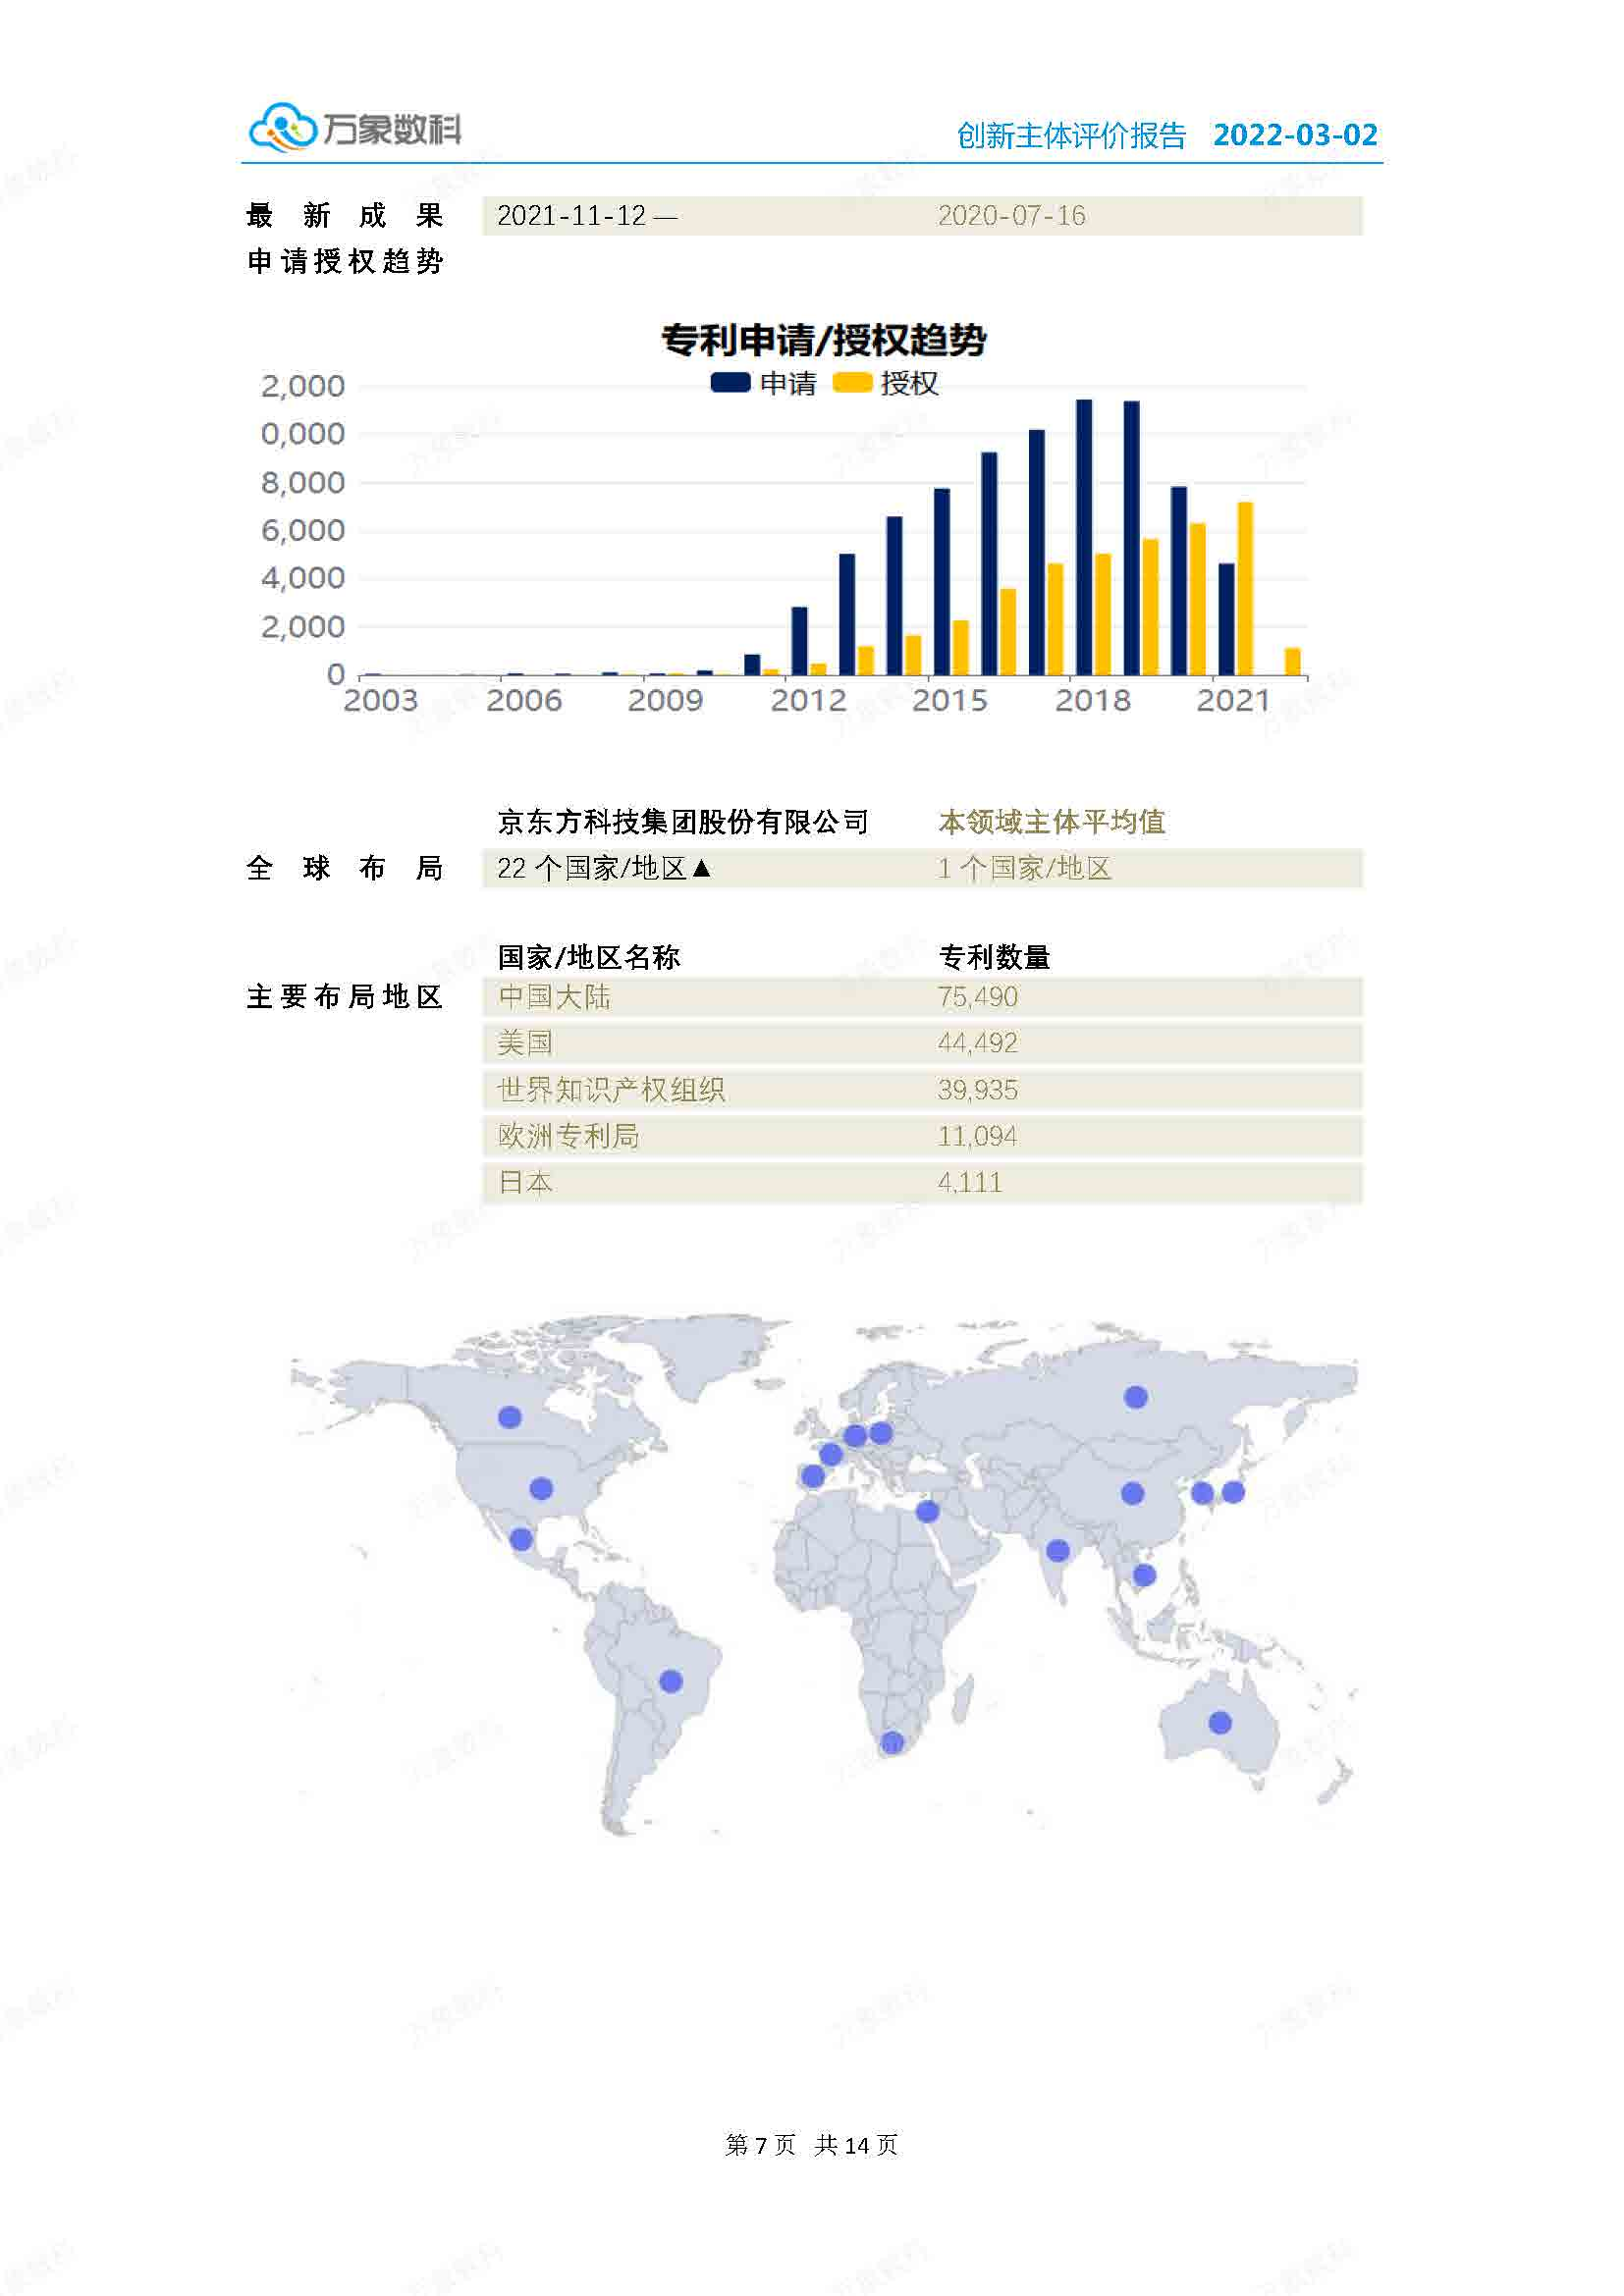 万象数科
创新主体评价报告 2022-03-02
最新成果 2021-11-12 — 2020-07-16
申请授权趋势
专利申请/授权趋势
申请 授权
2,000
0,000
8,000
6,000
4,000
2,000
0
2003 2006 2009 2012 2015 2018 2021
京东方科技集团股份有限公司 本领域主体平均值
全球布局 22 个国家/地区▲ 1 个国家/地区
国家/地区名称 专利数量
主要布局地区 中国大陆 75,490
美国 44,492
世界知识产权组织 39,935
欧洲专利局 11,094
日本 4,111
第 7 页 共 14 页